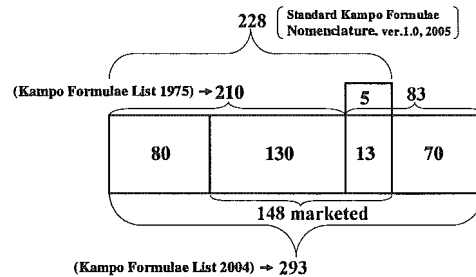 228
Standard Kampo Formulae
Nomenclature. ver.1.0, 2005
(Kampo Formulae List 1975) → 210
5
83
80
130
13
70
148 marketed
(Kampo Formulae List 2004) → 293